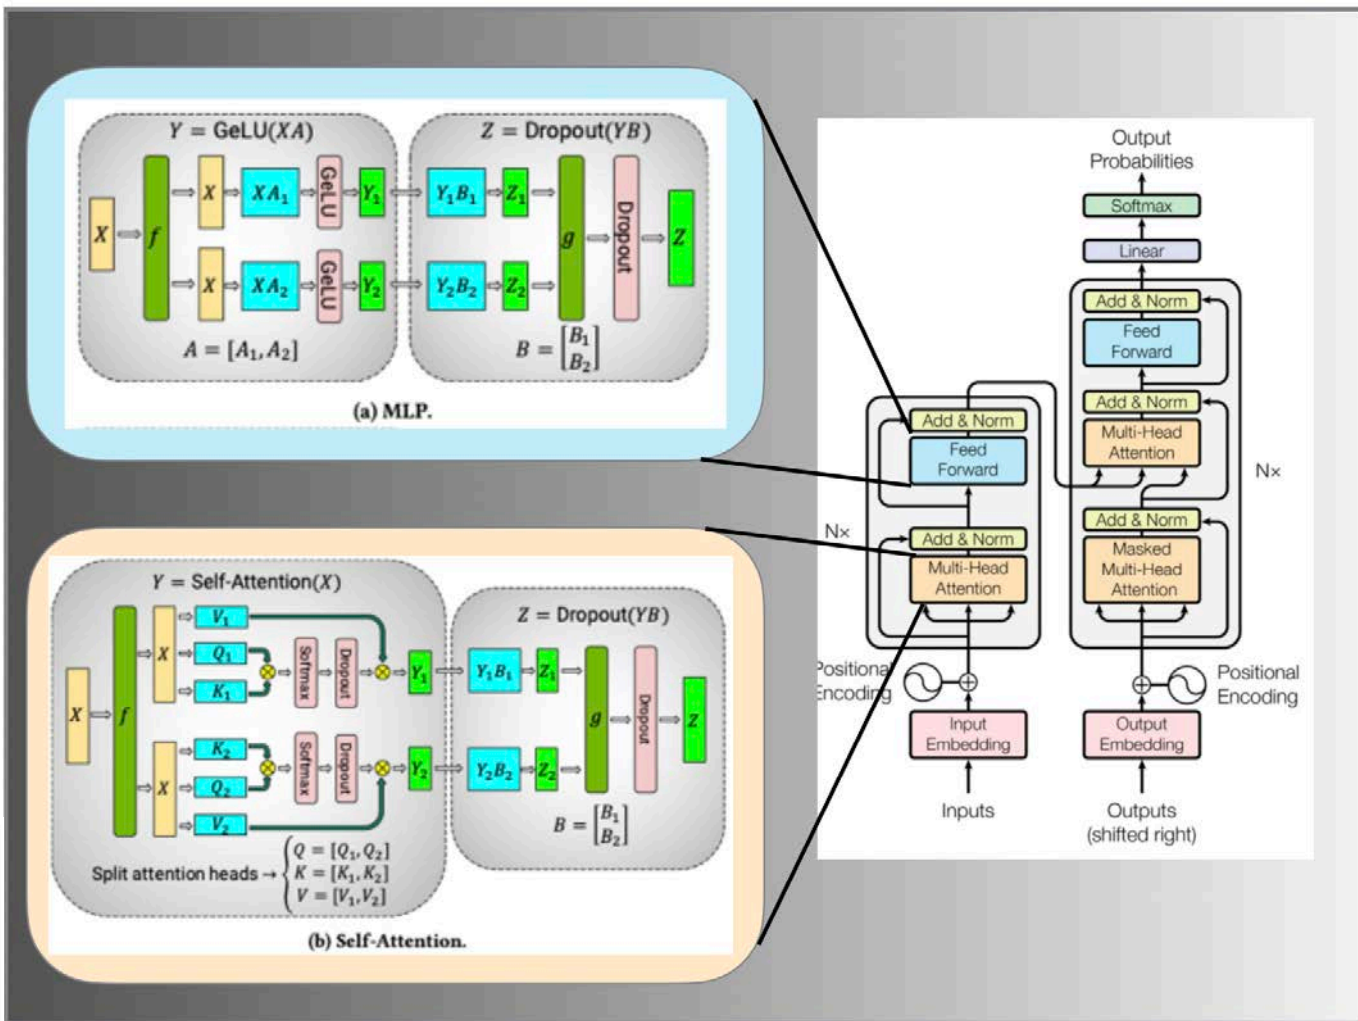 Y = GeLU(XA)
Z = Dropout(YB)
X
f
X
XA₁
GeLU
Y₁
Y₁B₁
Z₁
X
XA₂
GeLU
Y₂
Y₂B₂
Z₂
g
Dropout
Z
A = [A₁, A₂]
B = [B₁
B₂]
(a) MLP.
Y = Self-Attention(X)
Z = Dropout(YB)
X
f
X
V₁
Q₁
K₁
Softmax
Dropout
Y₁
Y₁B₁
Z₁
X
K₂
Q₂
V₂
Softmax
Dropout
Y₂
Y₂B₂
Z₂
g
Dropout
Z
B = [B₁
B₂]
Split attention heads →
Q = [Q₁, Q₂]
K = [K₁, K₂]
V = [V₁, V₂]
(b) Self-Attention.
Output
Probabilities
Softmax
Linear
Add & Norm
Feed
Forward
Add & Norm
Multi-Head
Attention
Add & Norm
Masked
Multi-Head
Attention
N×
Add & Norm
Feed
Forward
N×
Add & Norm
Multi-Head
Attention
Positional
Encoding
Positional
Encoding
Input
Embedding
Output
Embedding
Inputs
Outputs
(shifted right)